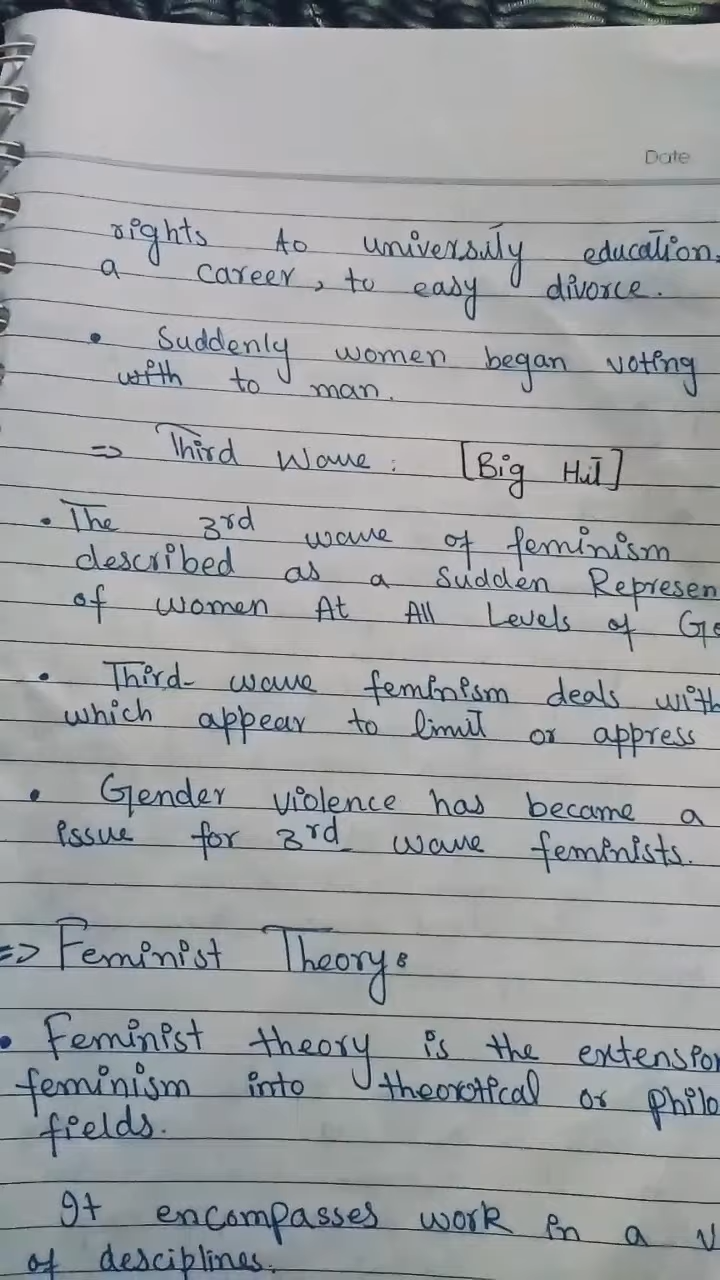 Date
rights to university education,
a career, to easy divorce.
• Suddenly women began voting
with to man.
=> Third Wave : [Big Hit]
• The 3rd wave of feminism
described as a Sudden Represen
of women At All Levels of Go
• Third- wave feminism deals with
which appear to limit or appress
• Gender violence has became a
issue for 3rd wave feminists.
=> Feminist Theory:
• Feminist theory is the extension
feminism into theorotical or philo
fields.
It encompasses work in a v
of desciplines.